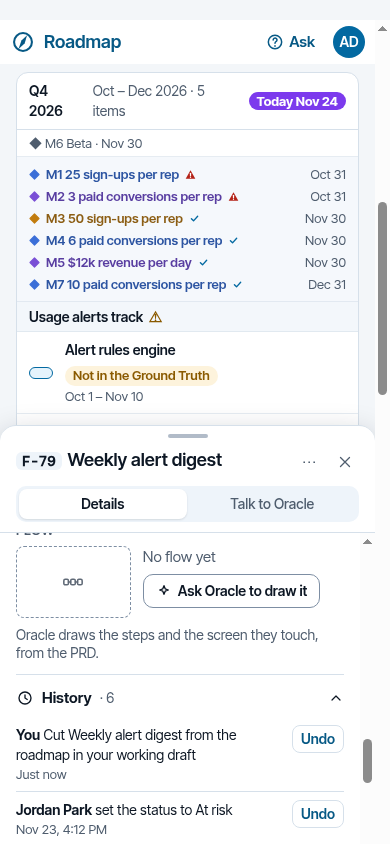 Roadmap
Ask
AD
Q4 2026
Oct – Dec 2026 · 5 items
Today Nov 24
M6 Beta · Nov 30
M1 25 sign-ups per rep
Oct 31
M2 3 paid conversions per rep
Oct 31
M3 50 sign-ups per rep
Nov 30
M4 6 paid conversions per rep
Nov 30
M5 $12k revenue per day
Nov 30
M7 10 paid conversions per rep
Dec 31
Usage alerts track
Alert rules engine
Not in the Ground Truth
Oct 1 – Nov 10
F-79 Weekly alert digest
Details
Talk to Oracle
No flow yet
Ask Oracle to draw it
Oracle draws the steps and the screen they touch,
from the PRD.
History · 6
You Cut Weekly alert digest from the
roadmap in your working draft
Just now
Undo
Jordan Park set the status to At risk
Nov 23, 4:12 PM
Undo